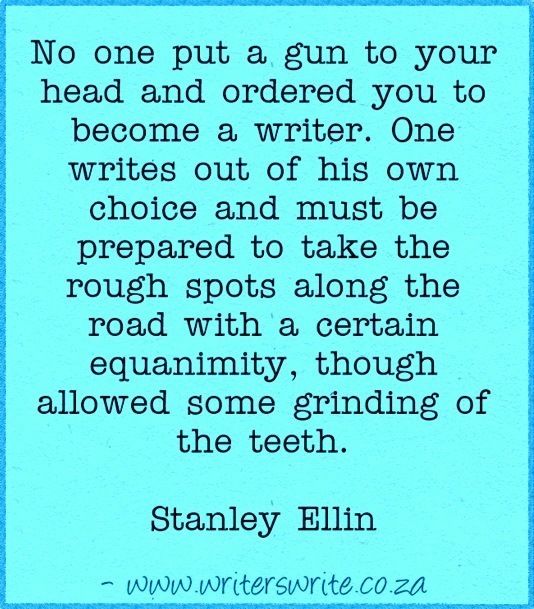 No one put a gun to your
head and ordered you to
become a writer. One
writes out of his own
choice and must be
prepared to take the
rough spots along the
road with a certain
equanimity, though
allowed some grinding of
the teeth.
Stanley Ellin
- www.writerswrite.co.za